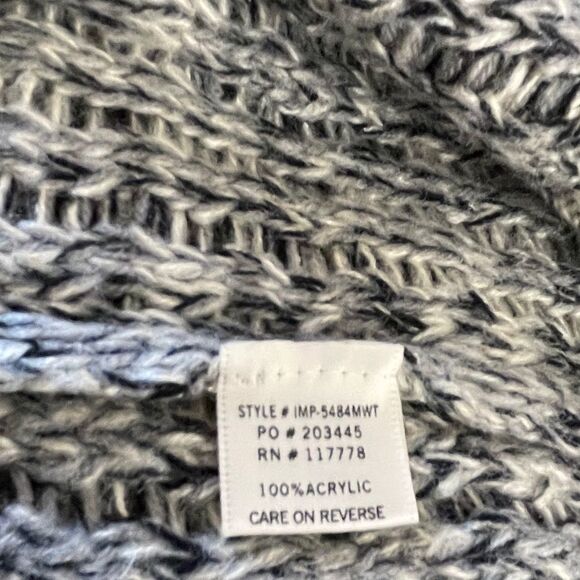 STYLE # IMP-5484MWT
PO # 203445
RN # 117778
100% ACRYLIC
CARE ON REVERSE